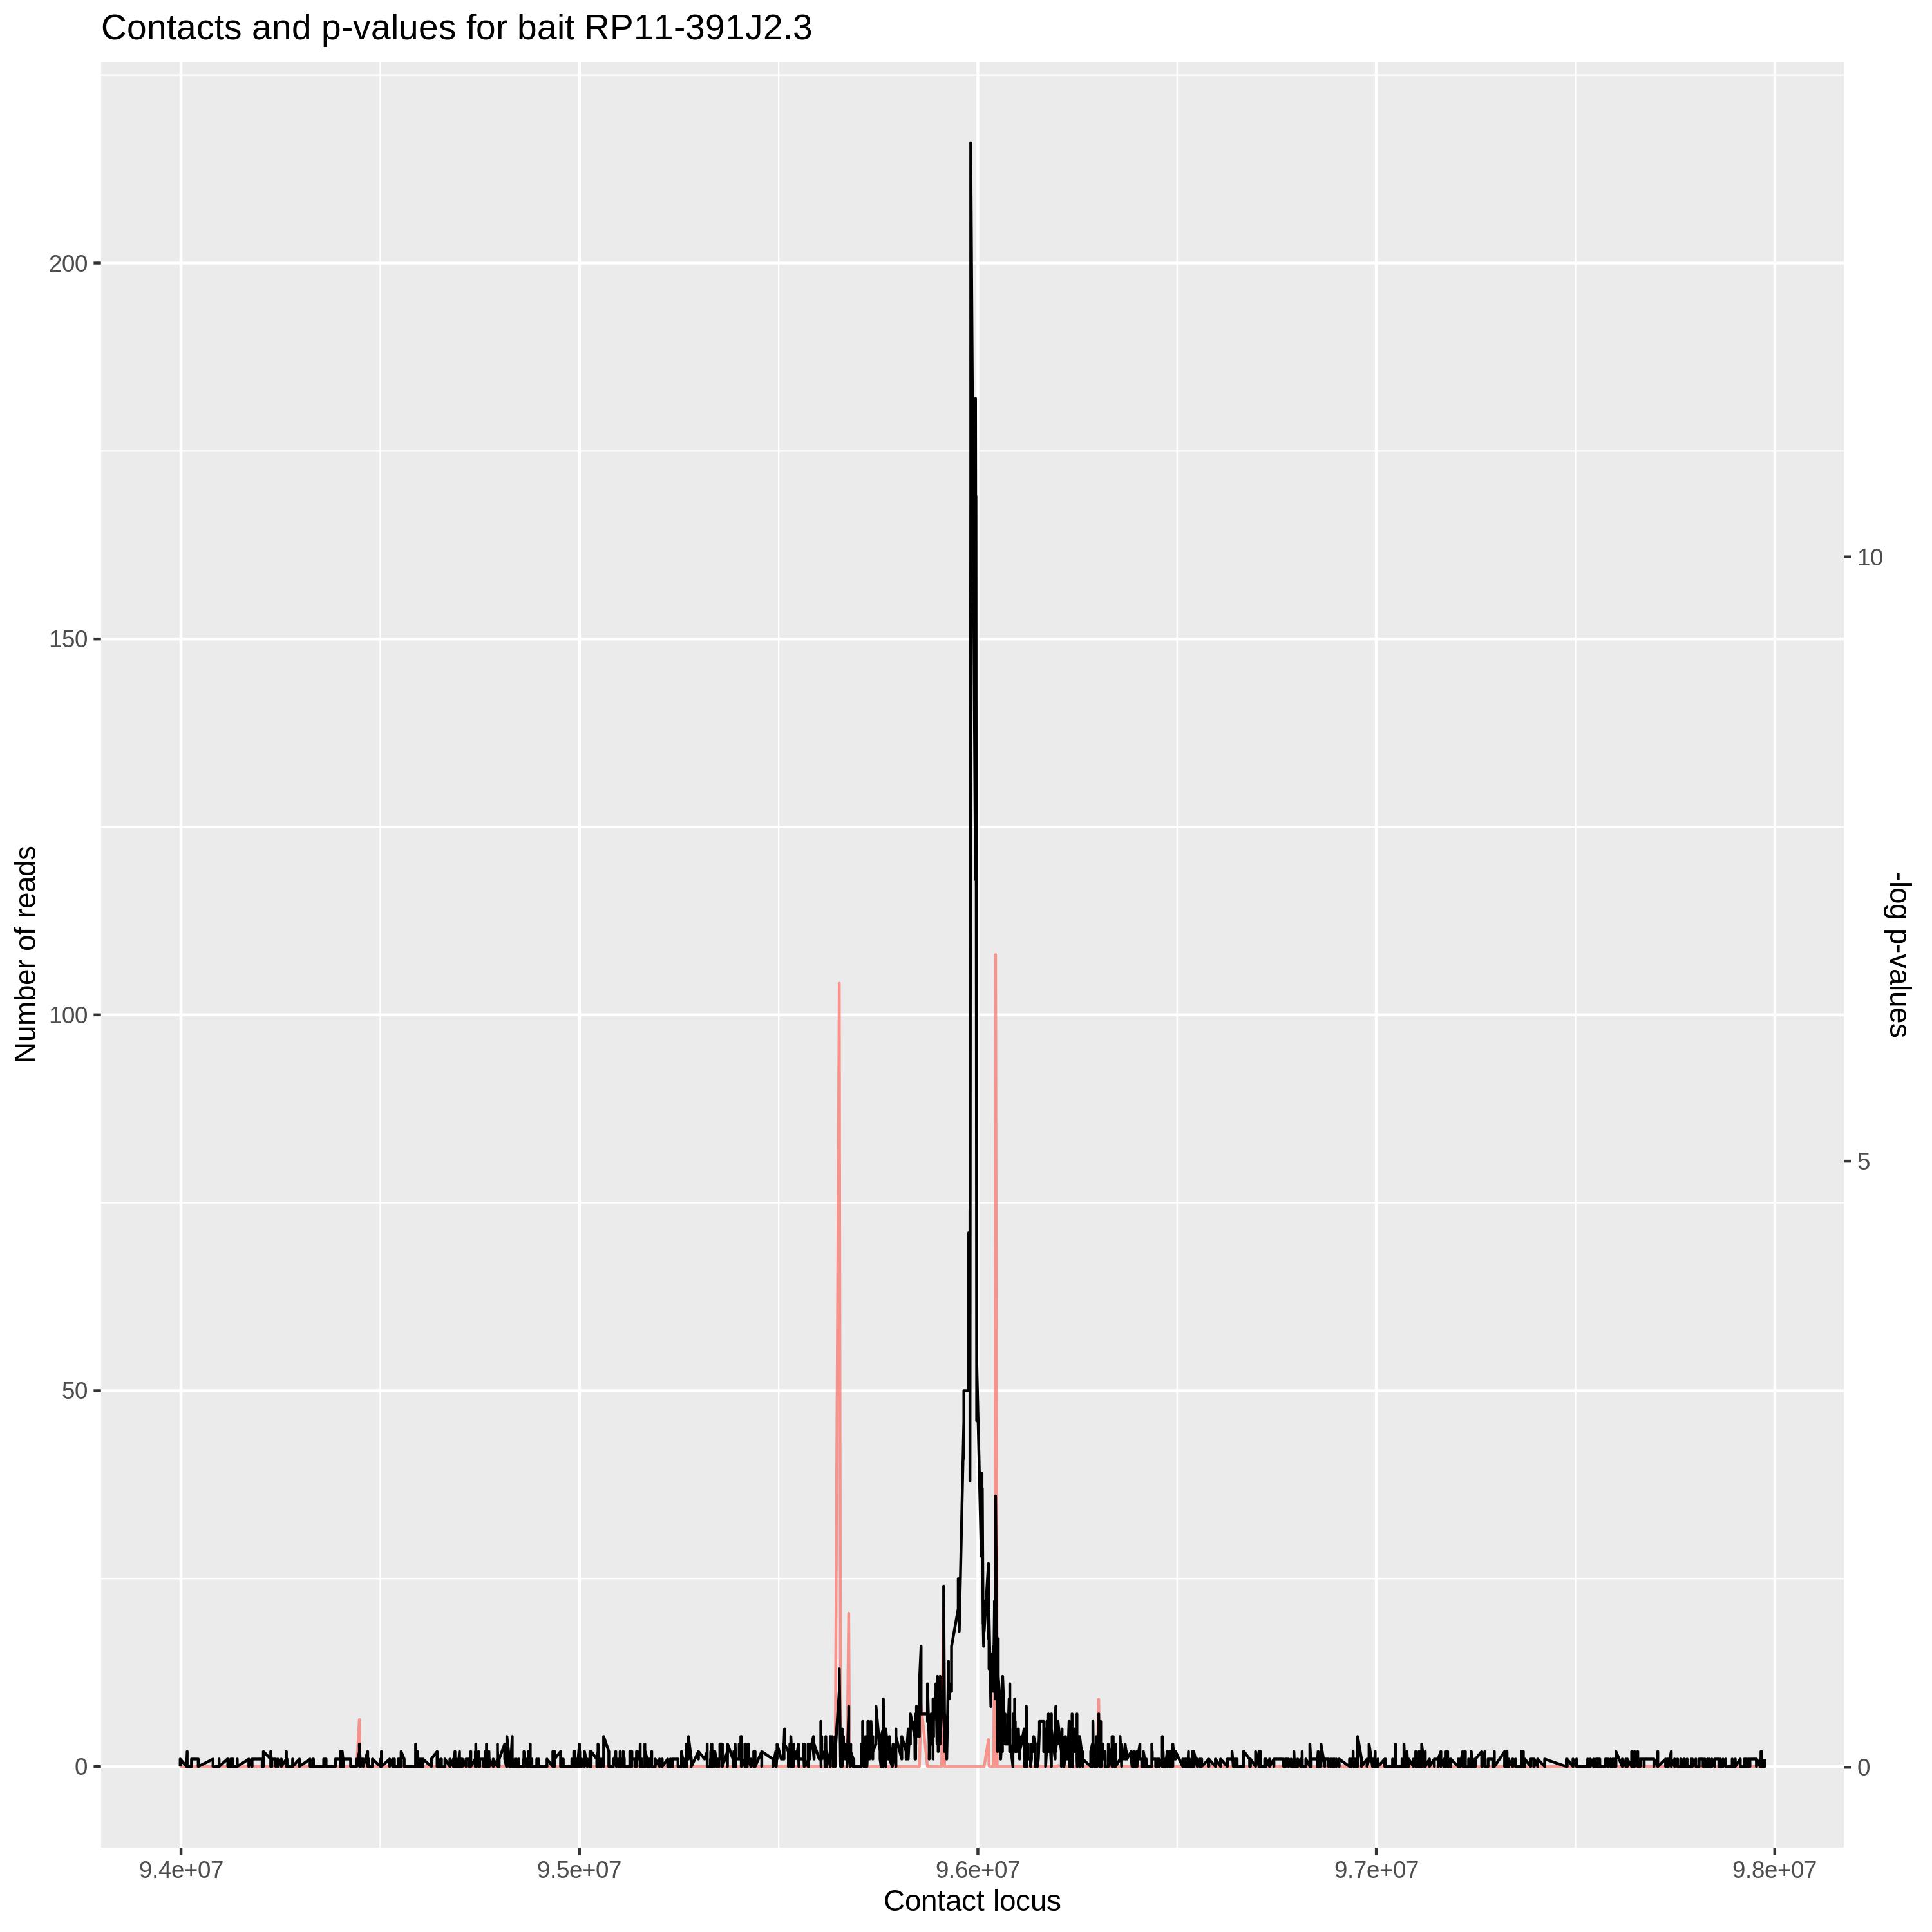 Contacts and p-values for bait RP11-391J2.3
Number of reads
200
150
100
50
0
10
5
0
-log p-values
9.4e+07
9.5e+07
9.6e+07
9.7e+07
9.8e+07
Contact locus